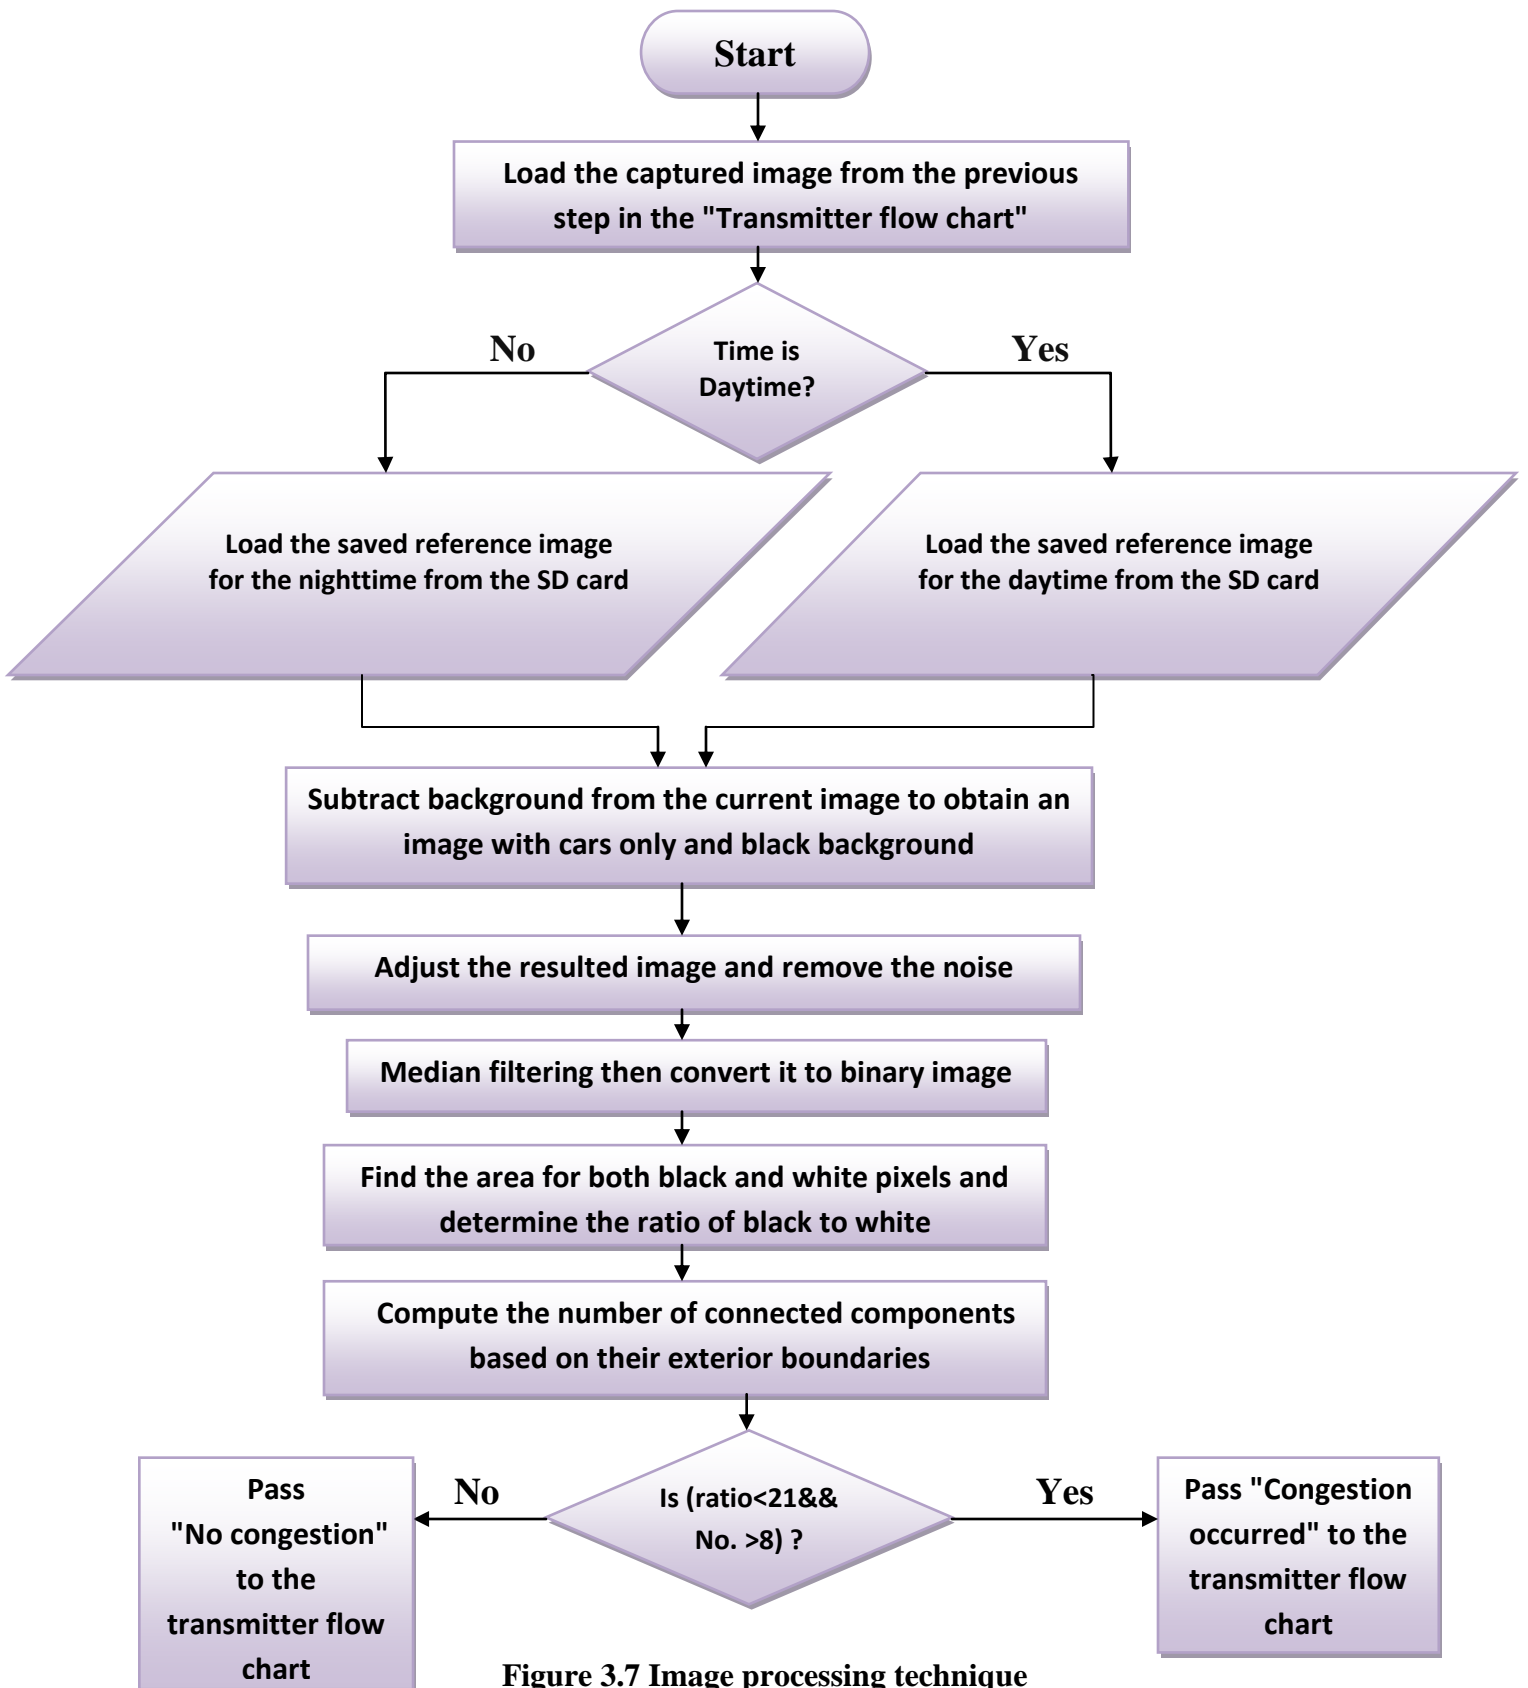 Start
Load the captured image from the previous
step in the "Transmitter flow chart"
No
Yes
Time is
Daytime?
Load the saved reference image
for the nighttime from the SD card
Load the saved reference image
for the daytime from the SD card
Subtract background from the current image to obtain an
image with cars only and black background
Adjust the resulted image and remove the noise
Median filtering then convert it to binary image
Find the area for both black and white pixels and
determine the ratio of black to white
Compute the number of connected components
based on their exterior boundaries
Is (ratio<21&&
No. >8) ?
No
Yes
Pass
"No congestion"
to the
transmitter flow
chart
Pass "Congestion
occurred" to the
transmitter flow
chart
Figure 3.7 Image processing technique